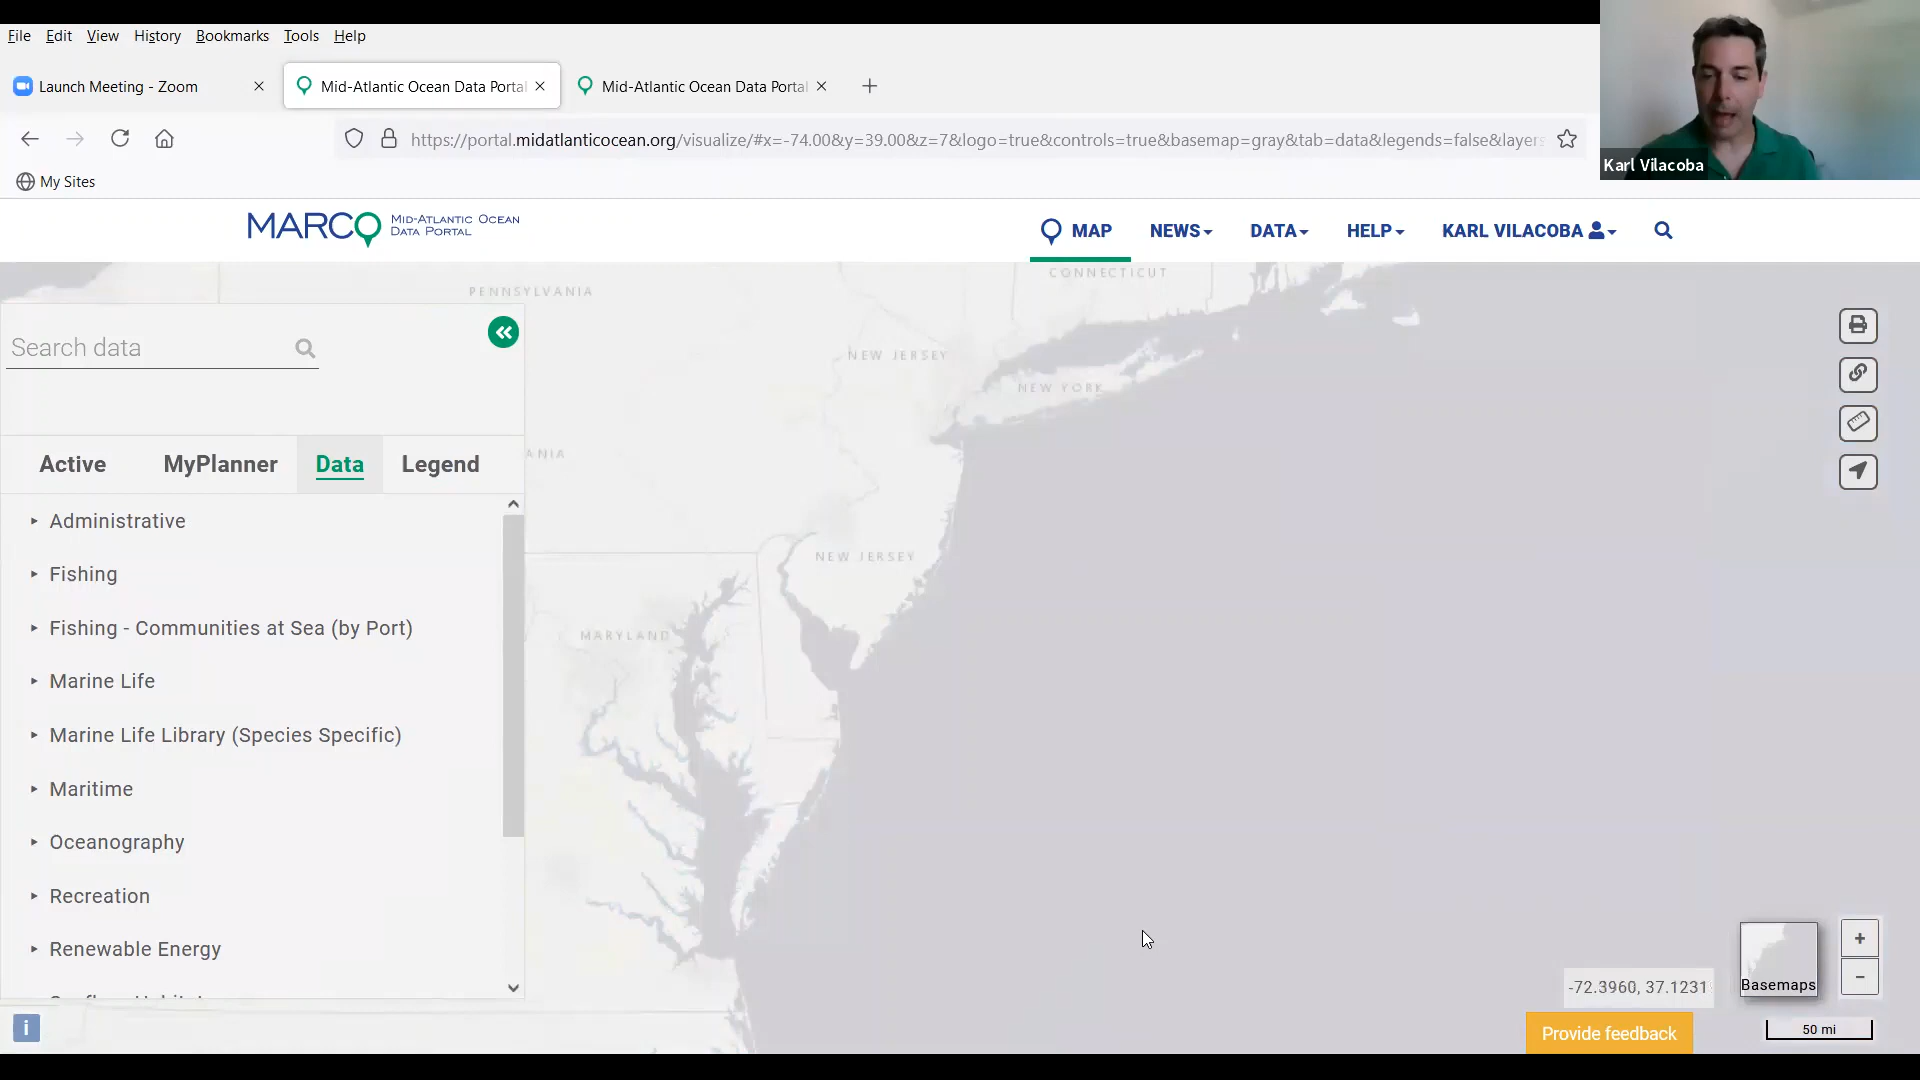 File Edit View History Bookmarks Tools Help
Launch Meeting - Zoom
Mid-Atlantic Ocean Data Portal
Mid-Atlantic Ocean Data Portal
https://portal.midatlanticocean.org/visualize/#x=-74.00&y=39.00&z=7&logo=true&controls=true&basemap=gray&tab=data&legends=false&layers
Karl Vilacoba
My Sites
MARCO MID-ATLANTIC OCEAN
DATA PORTAL
MAP NEWS DATA HELP KARL VILACOBA
CONNECTICUT
PENNSYLVANIA
NEW JERSEY
NEW YORK
ANIA
NEW JERSEY
MARYLAND
Search data
Active MyPlanner Data Legend
Administrative
Fishing
Fishing - Communities at Sea (by Port)
Marine Life
Marine Life Library (Species Specific)
Maritime
Oceanography
Recreation
Renewable Energy
i
+
-
Basemaps
-72.3960, 37.1231
Provide feedback
50 mi